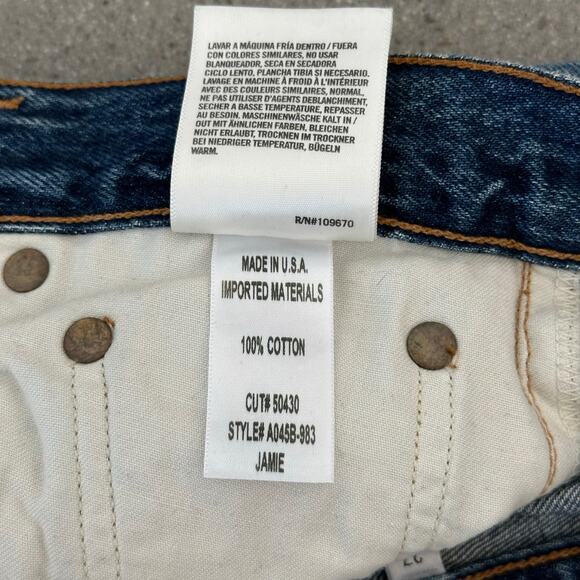 LAVAR A MÁQUINA FRÍA DENTRO / FUERA
CON COLORES SIMILARES, NO USAR
BLANQUEADOR, SECA EN SECADORA
CICLO LENTO, PLANCHA TIBIA SI NECESARIO.
LAVAGE EN MACHINE À FROID À L'INTÉRIEUR
AVEC DES COULEURS SIMILAIRES, NORMAL,
NE PAS UTILISER D'AGENTS DEBLANCHIMENT,
SECHER A BASSE TEMPERATURE, REPASSER
AU BESOIN, MASCHINENWÄSCHE KALT IN /
OUT MIT ÄHNLICHEN FARBEN, BLEICHEN
NICHT ERLAUBT, TROCKNEN IM TROCKNER
BEI NIEDRIGER TEMPERATUR, BÜGELN
WARM.
R/N#109670
MADE IN U.S.A.
IMPORTED MATERIALS
100% COTTON
CUT# 50430
STYLE# A045B-983
JAMIE